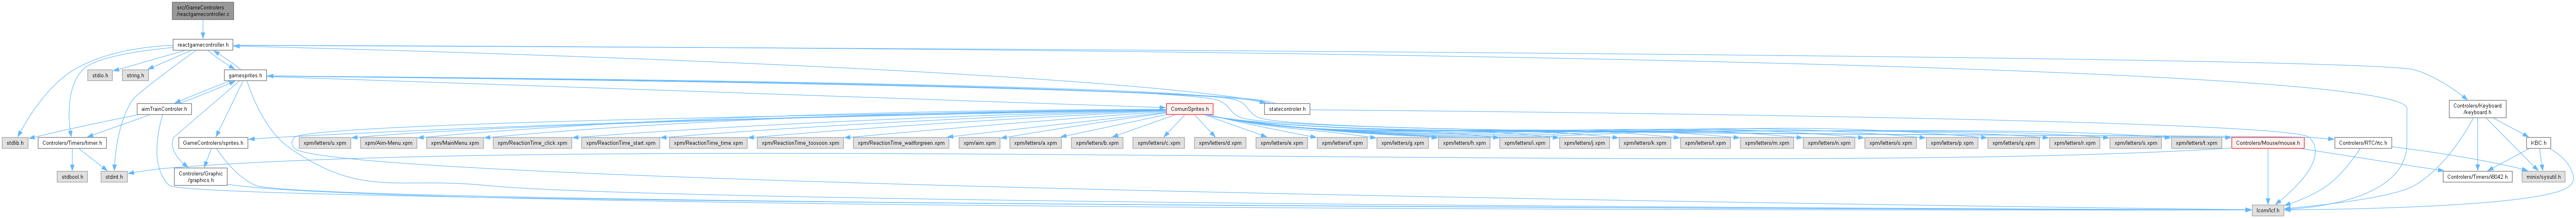 src/GameControlers
/reactgamecontroller.c
reactgamecontroller.h
stdio.h
string.h
gamesprites.h
aimTrainControler.h
ComunSprites.h
statecontroler.h
Controlers/Keyboard
/keyboard.h
stdlib.h
Controlers/Timers/timer.h
GameControlers/sprites.h
xpm/letters/u.xpm
xpm/Aim-Menu.xpm
xpm/MainMenu.xpm
xpm/ReactionTime_click.xpm
xpm/ReactionTime_start.xpm
xpm/ReactionTime_time.xpm
xpm/ReactionTime_toosoon.xpm
xpm/ReactionTime_waitforgreen.xpm
xpm/aim.xpm
xpm/letters/a.xpm
xpm/letters/b.xpm
xpm/letters/c.xpm
xpm/letters/d.xpm
xpm/letters/e.xpm
xpm/letters/f.xpm
xpm/letters/g.xpm
xpm/letters/h.xpm
xpm/letters/i.xpm
xpm/letters/j.xpm
xpm/letters/k.xpm
xpm/letters/l.xpm
xpm/letters/m.xpm
xpm/letters/n.xpm
xpm/letters/o.xpm
xpm/letters/p.xpm
xpm/letters/q.xpm
xpm/letters/r.xpm
xpm/letters/s.xpm
xpm/letters/t.xpm
Controlers/Mouse/mouse.h
Controlers/RTC/rtc.h
KBC.h
stdbool.h
stdint.h
Controlers/Graphic
/graphics.h
Controlers/Timers/i8042.h
minix/sysutil.h
lcom/lcf.h